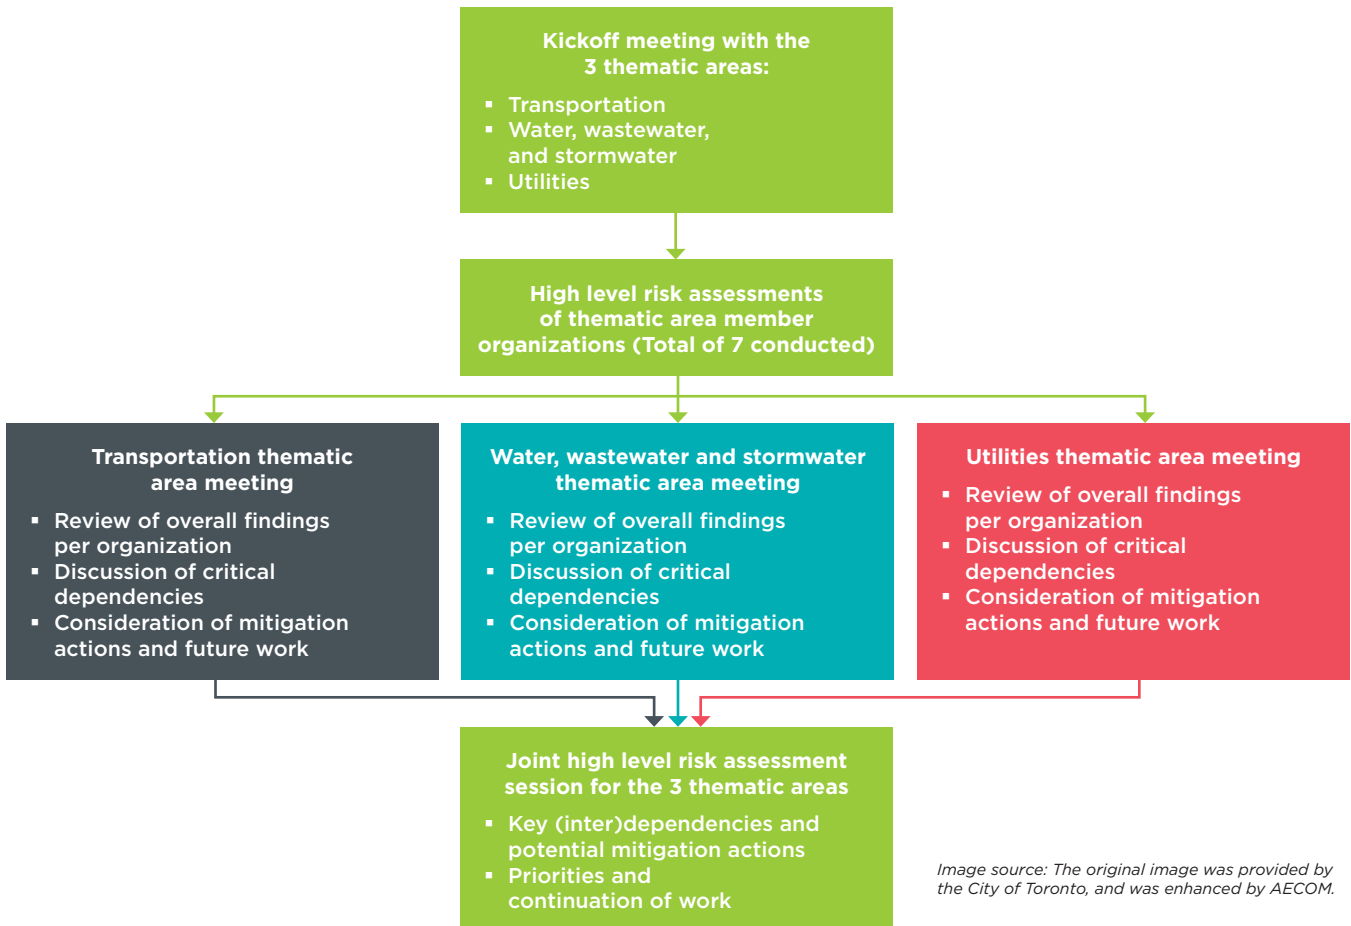 Kickoff meeting with the
3 thematic areas:
▪ Transportation
▪ Water, wastewater,
and stormwater
▪ Utilities
High level risk assessments
of thematic area member
organizations (Total of 7 conducted)
Transportation thematic
area meeting
▪ Review of overall findings
per organization
▪ Discussion of critical
dependencies
▪ Consideration of mitigation
actions and future work
Water, wastewater and stormwater
thematic area meeting
▪ Review of overall findings
per organization
▪ Discussion of critical
dependencies
▪ Consideration of mitigation
actions and future work
Utilities thematic area meeting
▪ Review of overall findings
per organization
▪ Discussion of critical
dependencies
▪ Consideration of mitigation
actions and future work
Joint high level risk assessment
session for the 3 thematic areas
▪ Key (inter)dependencies and
potential mitigation actions
▪ Priorities and
continuation of work
Image source: The original image was provided by
the City of Toronto, and was enhanced by AECOM.